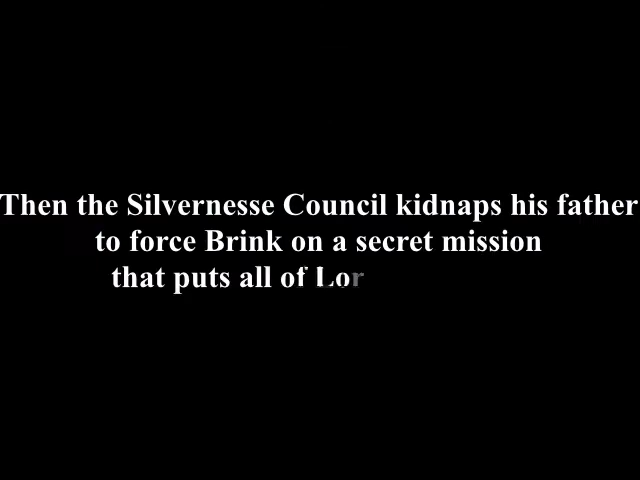 Then the Silvernesse Council kidnaps his father
to force Brink on a secret mission
that puts all of Lor